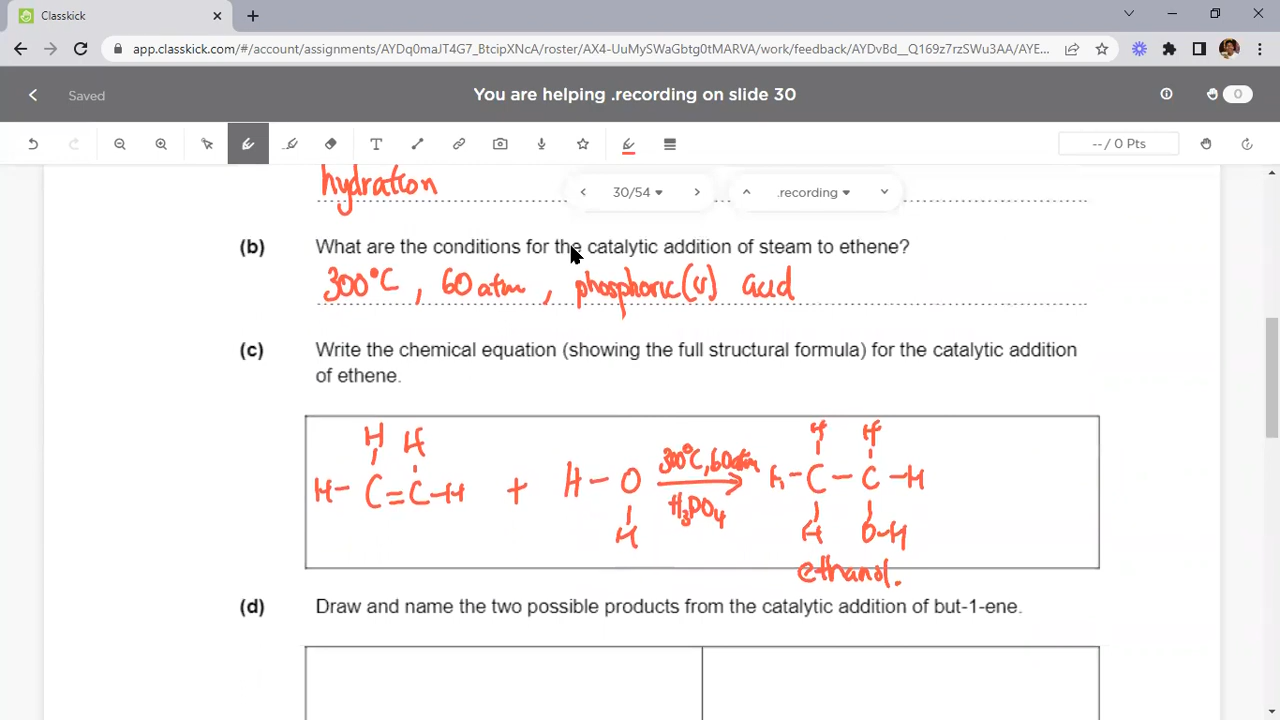 Classkick
app.classkick.com/#/account/assignments/AYDq0maJT4G7_BtcipXNcA/roster/AX4-UuMySWaGbtg0tMARVA/work/feedback/AYDvBd__Q169z7rzSWu3AA/AYE...
Saved
You are helping .recording on slide 30
0
T
-- / 0 Pts
hydration
30/54
.recording
(b) What are the conditions for the catalytic addition of steam to ethene?
300°C, 60 atm, phosphoric(v) acid
(c) Write the chemical equation (showing the full structural formula) for the catalytic addition
of ethene.
H H H H
300°C, 60atm
H-C=C-H + H-O H-C-C-H
H₃PO₄
H H O-H
ethanol.
(d) Draw and name the two possible products from the catalytic addition of but-1-ene.